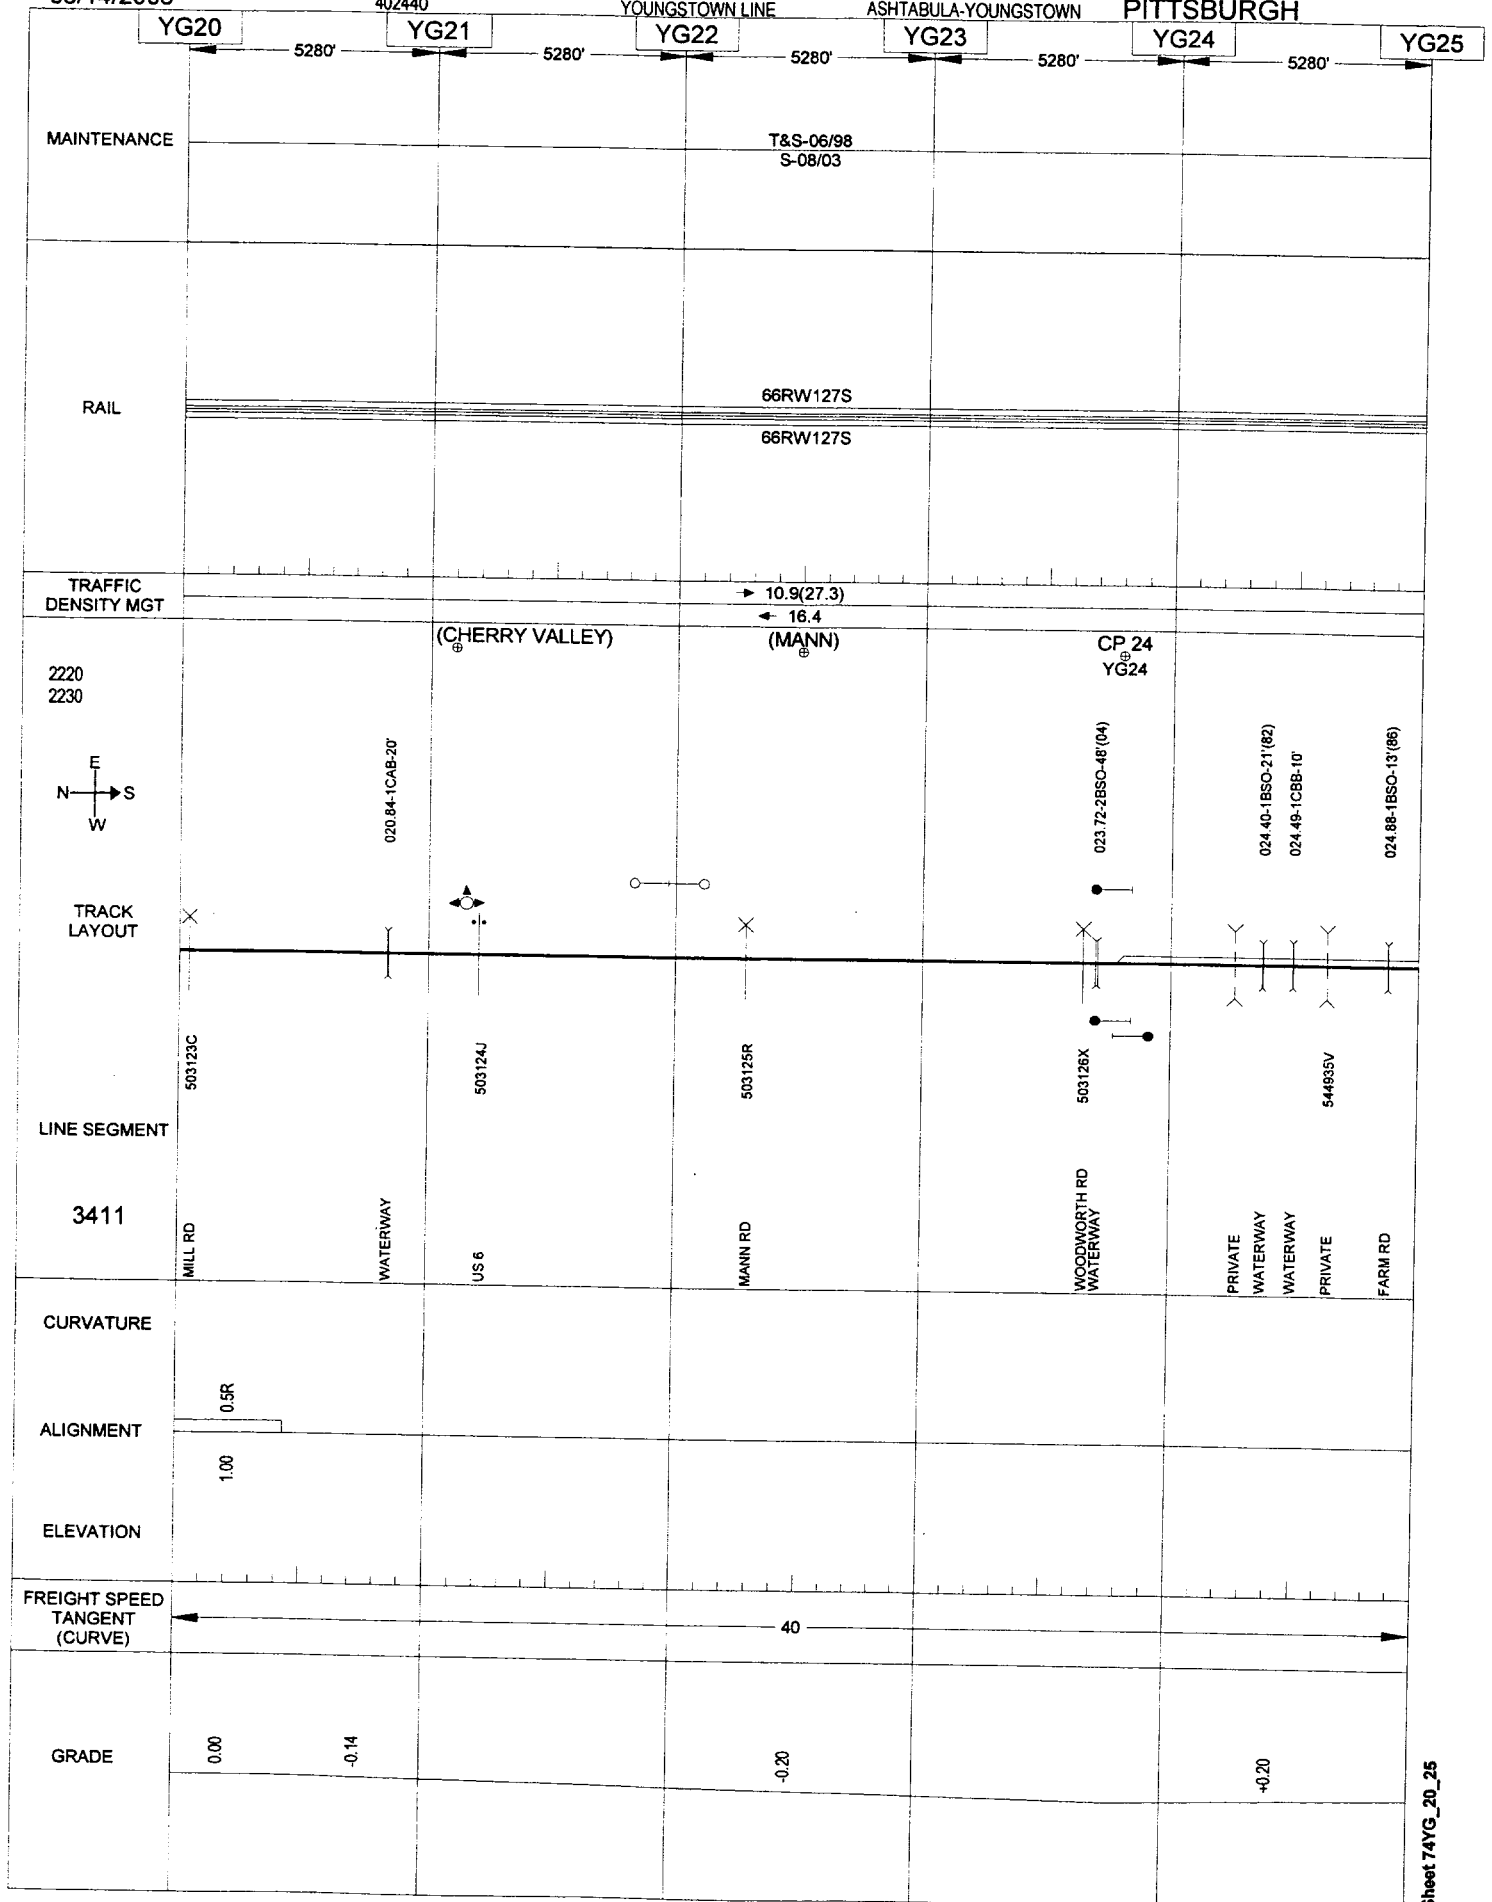 402440 YOUNGSTOWN LINE ASHTABULA-YOUNGSTOWN PITTSBURGH
YG20 YG21 YG22 YG23 YG24 YG25
5280' 5280' 5280' 5280' 5280'
MAINTENANCE
T&S-06/98
S-08/03
RAIL
66RW127S
66RW127S
TRAFFIC
DENSITY MGT
10.9(27.3)
16.4
(CHERRY VALLEY) (MANN) CP 24
YG24
2220
2230
E
N S
W
020.84-1CAB-20'
023.72-2BSO-48'(04)
024.40-1BSO-21'(82)
024.49-1CBB-10'
024.88-1BSO-13'(86)
TRACK
LAYOUT
503123C
503124J
503125R
503126X
544935V
LINE SEGMENT
3411
MILL RD
WATERWAY
US 6
MANN RD
WOODWORTH RD
WATERWAY
PRIVATE
WATERWAY
WATERWAY
PRIVATE
FARM RD
CURVATURE
0.5R
ALIGNMENT
1.00
ELEVATION
FREIGHT SPEED
TANGENT
(CURVE)
40
GRADE
0.00
-0.14
-0.20
+0.20
Sheet 74YG_20_25